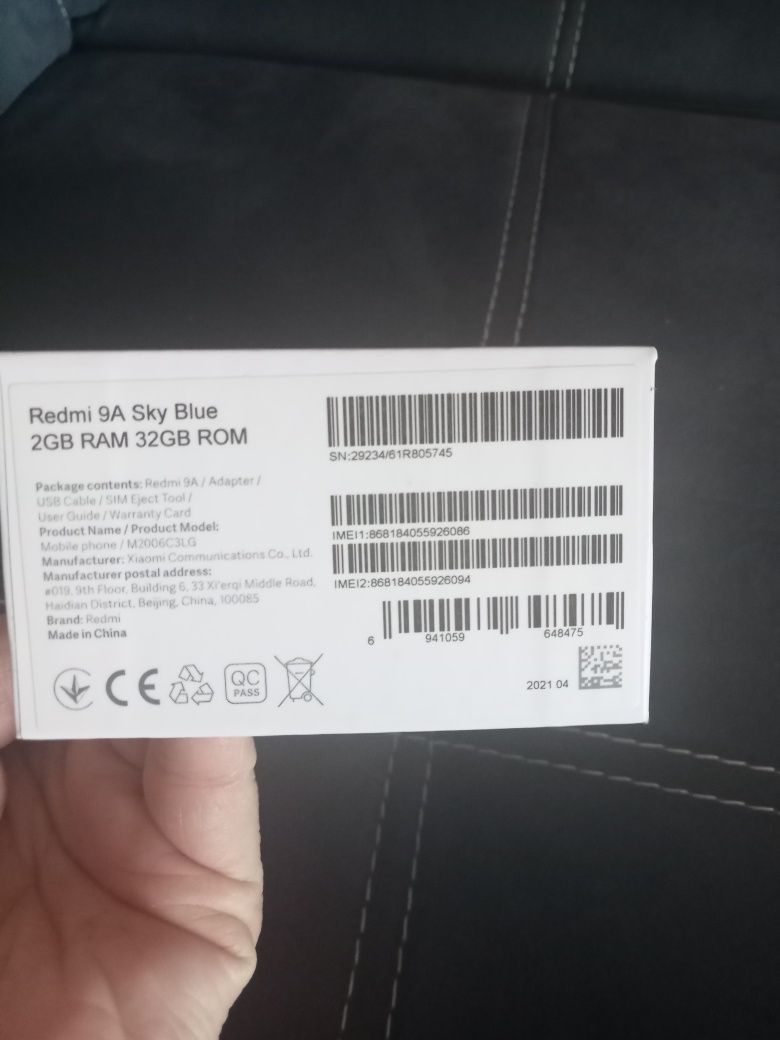 Redmi 9A Sky Blue
2GB RAM 32GB ROM
Package contents: Redmi 9A / Adapter /
USB Cable / SIM Eject Tool /
User Guide / Warranty Card
Product Name / Product Model:
Mobile phone / M2006C3LG
Manufacturer: Xiaomi Communications Co., Ltd.
Manufacturer postal address:
#019, 9th Floor, Building 6, 33 Xi'erqi Middle Road,
Haidian District, Beijing, China, 100085
Brand: Redmi
Made in China
CE
QC
PASS
SN:29234/61R805745
IMEI1:868184055926086
IMEI2:868184055926094
6 941059 648475
2021 04